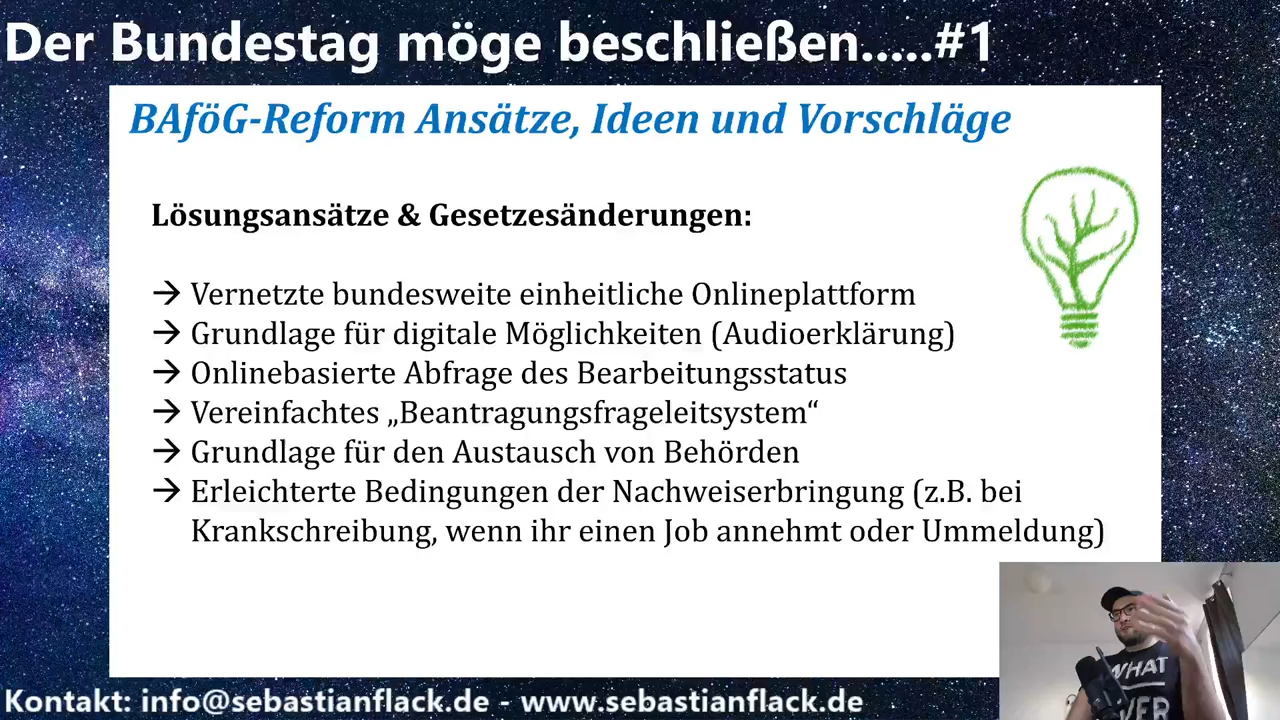 Der Bundestag möge beschließen.....#1
BAföG-Reform Ansätze, Ideen und Vorschläge
Lösungsansätze & Gesetzesänderungen:
→ Vernetzte bundesweite einheitliche Onlineplattform
→ Grundlage für digitale Möglichkeiten (Audioerklärung)
→ Onlinebasierte Abfrage des Bearbeitungsstatus
→ Vereinfachtes „Beantragungsfrageleitsystem“
→ Grundlage für den Austausch von Behörden
→ Erleichterte Bedingungen der Nachweiserbringung (z.B. bei
Krankschreibung, wenn ihr einen Job annehmt oder Ummeldung)
WHAT
Kontakt: info@sebastianflack.de - www.sebastianflack.de